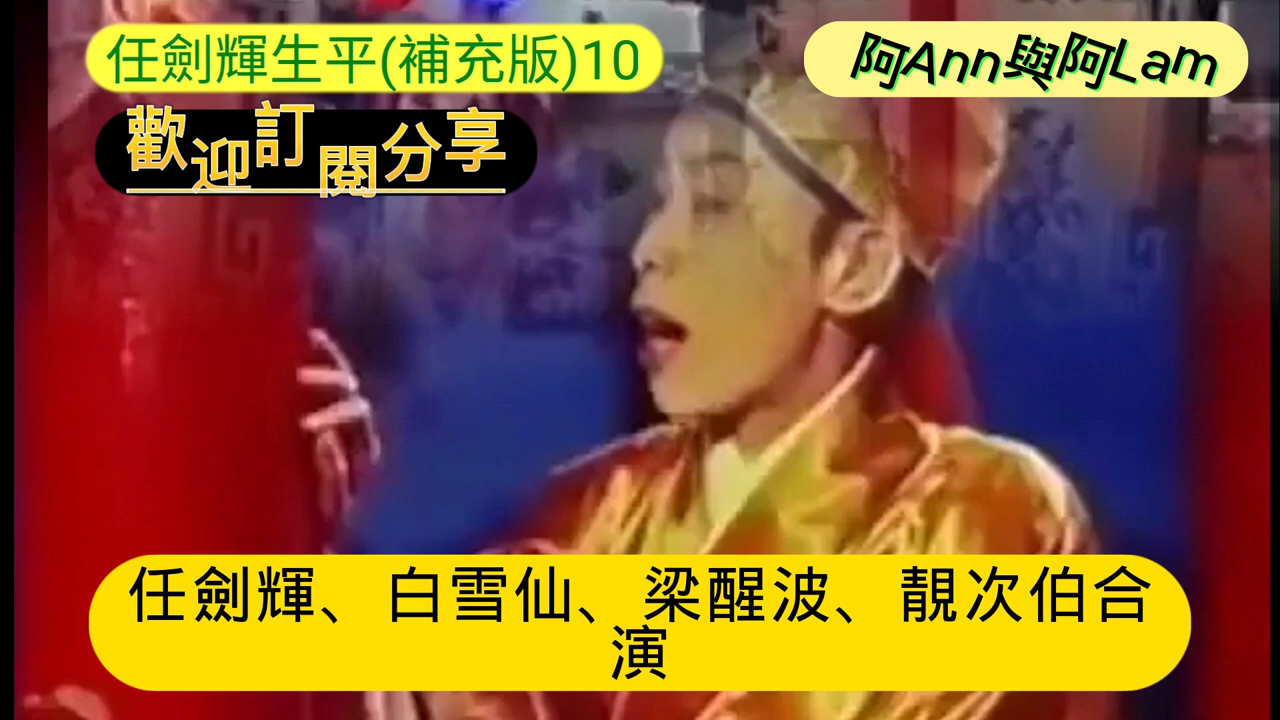 任劍輝生平(補充版)10
阿Ann與阿Lam
歡迎訂閱分享
任劍輝、白雪仙、梁醒波、靚次伯合
演